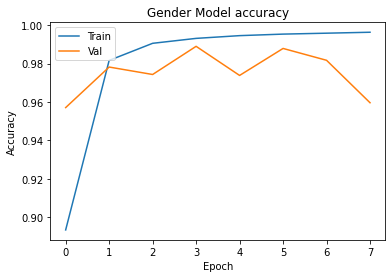 Gender Model accuracy
Train
Val
Accuracy
1.00
0.98
0.96
0.94
0.92
0.90
0 1 2 3 4 5 6 7
Epoch